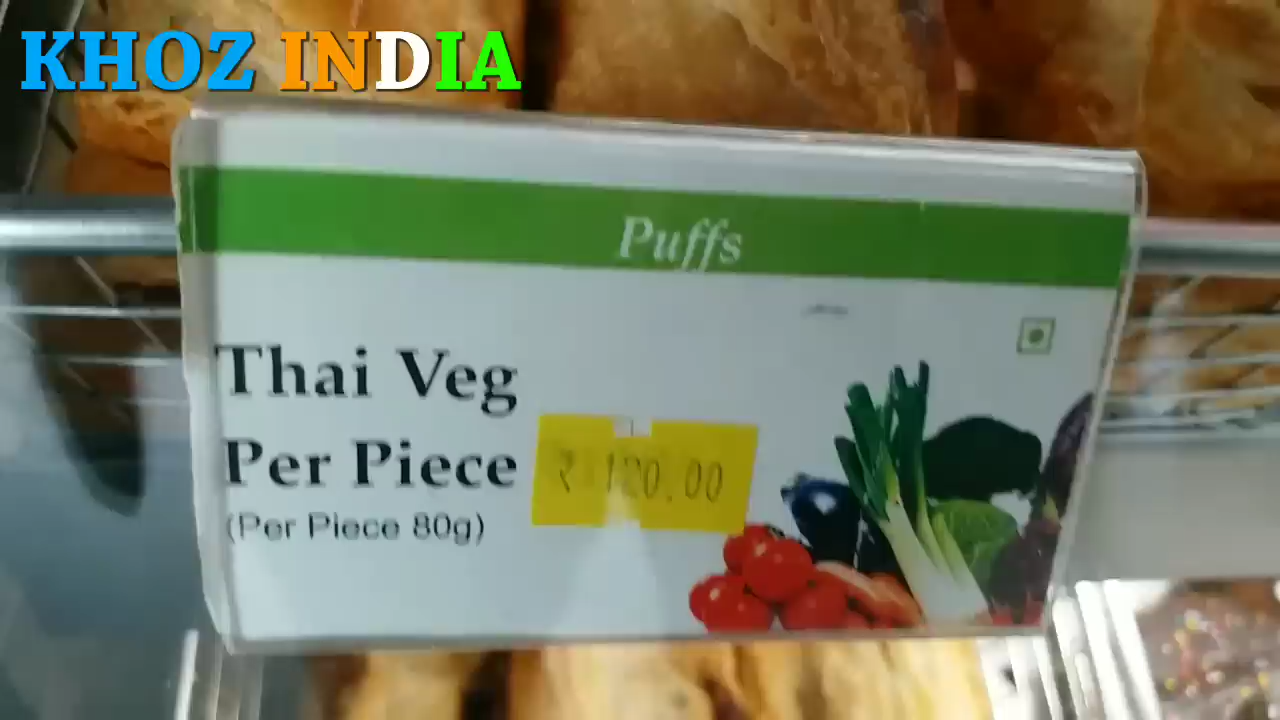 KHOZ INDIA
Puffs
Thai Veg
Per Piece
₹ 120.00
(Per Piece 80g)